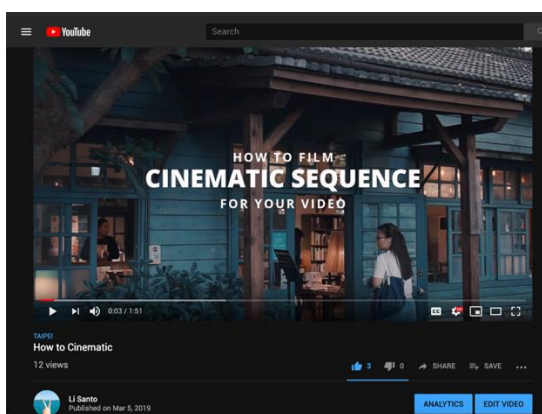 YouTube
Search
HOW TO FILM
CINEMATIC SEQUENCE
FOR YOUR VIDEO
0:03 / 1:51
CC
TAIPEI
How to Cinematic
12 views
3
0
SHARE
SAVE
Li Santo
Published on Mar 5, 2019
ANALYTICS
EDIT VIDEO